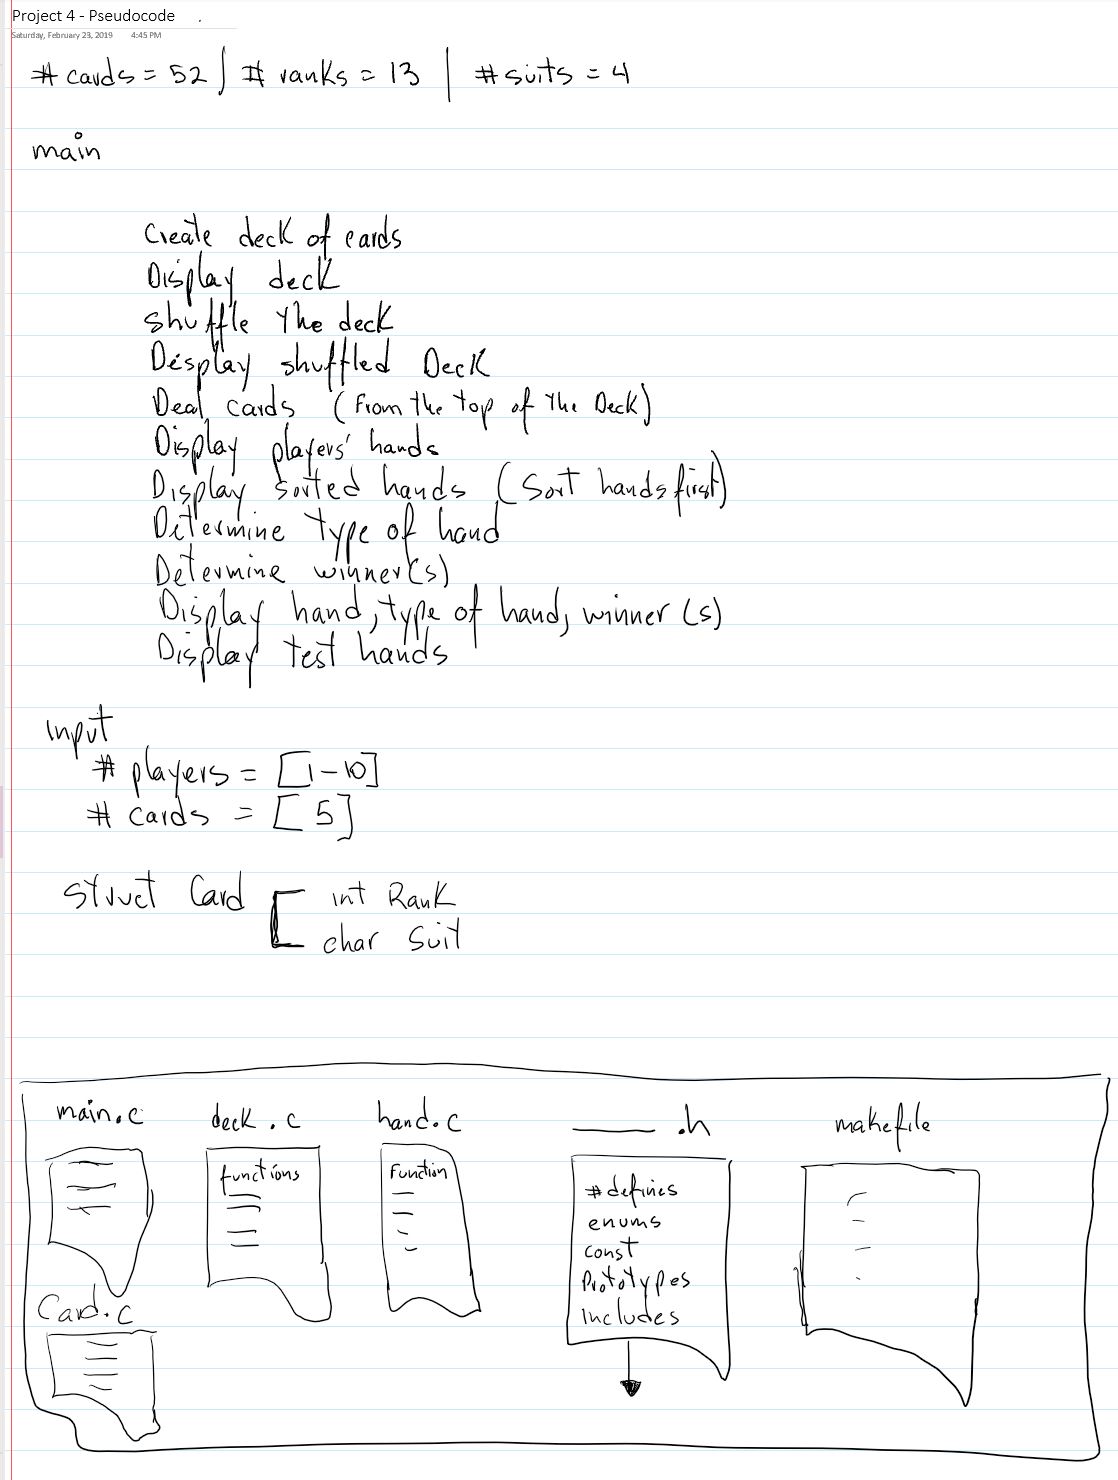 Project 4 - Pseudocode
Saturday, February 23, 2019 4:45 PM
# cards = 52 | # ranks = 13 | # suits = 4
main
Create deck of cards
Display deck
shuffle the deck
Display shuffled Deck
Deal cards (From the top of the Deck)
Display players' hands
Display sorted hands (Sort hands first)
Determine type of hand
Determine winner(s)
Display hand, type of hand, winner (s)
Display test hands
input
# players = [1-10]
# cards = [5]
struct Card [ int Rank
char Suit
main.c deck.c hand.c ____ .h makefile
functions
Function
# defines
enums
const
Prototypes
includes
Card.c